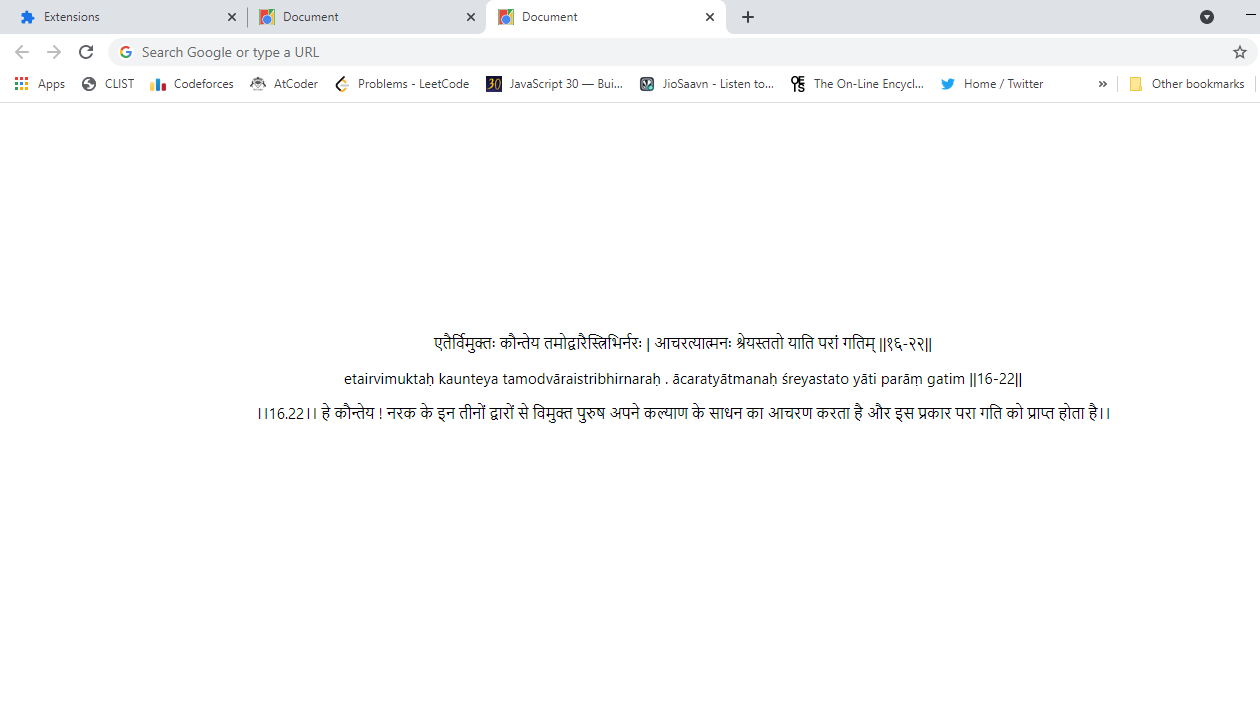 Extensions
Document
Document
Search Google or type a URL
Apps
CLIST
Codeforces
AtCoder
Problems - LeetCode
30
JavaScript 30 — Bui...
JioSaavn - Listen to...
The On-Line Encycl...
Home / Twitter
»
Other bookmarks
एतैर्विमुक्तः कौन्तेय तमोद्वारैस्त्रिभिर्नरः | आचरत्यात्मनः श्रेयस्ततो याति परां गतिम् ||१६-२२||
etairvimuktaḥ kaunteya tamodvāraistribhirnaraḥ . ācaratyātmanaḥ śreyastato yāti parāṃ gatim ||16-22||
।।16.22।। हे कौन्तेय ! नरक के इन तीनों द्वारों से विमुक्त पुरुष अपने कल्याण के साधन का आचरण करता है और इस प्रकार परा गति को प्राप्त होता है।।